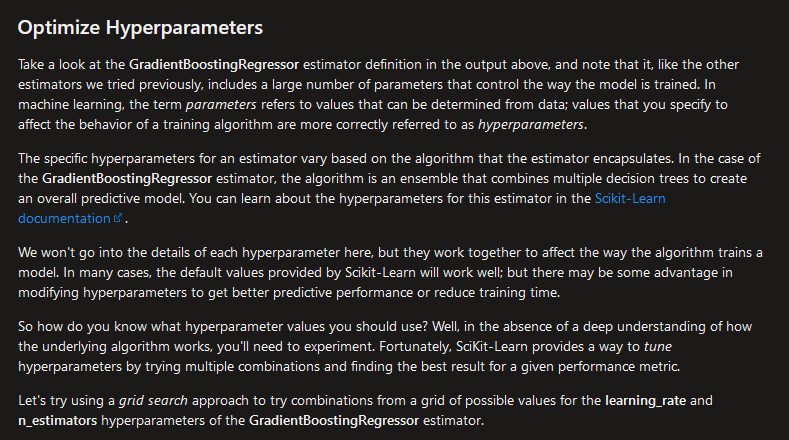 Optimize Hyperparameters
Take a look at the GradientBoostingRegressor estimator definition in the output above, and note that it, like the other
estimators we tried previously, includes a large number of parameters that control the way the model is trained. In
machine learning, the term parameters refers to values that can be determined from data; values that you specify to
affect the behavior of a training algorithm are more correctly referred to as hyperparameters.
The specific hyperparameters for an estimator vary based on the algorithm that the estimator encapsulates. In the case of
the GradientBoostingRegressor estimator, the algorithm is an ensemble that combines multiple decision trees to create
an overall predictive model. You can learn about the hyperparameters for this estimator in the Scikit-Learn
documentation .
We won't go into the details of each hyperparameter here, but they work together to affect the way the algorithm trains a
model. In many cases, the default values provided by Scikit-Learn will work well; but there may be some advantage in
modifying hyperparameters to get better predictive performance or reduce training time.
So how do you know what hyperparameter values you should use? Well, in the absence of a deep understanding of how
the underlying algorithm works, you'll need to experiment. Fortunately, SciKit-Learn provides a way to tune
hyperparameters by trying multiple combinations and finding the best result for a given performance metric.
Let's try using a grid search approach to try combinations from a grid of possible values for the learning_rate and
n_estimators hyperparameters of the GradientBoostingRegressor estimator.